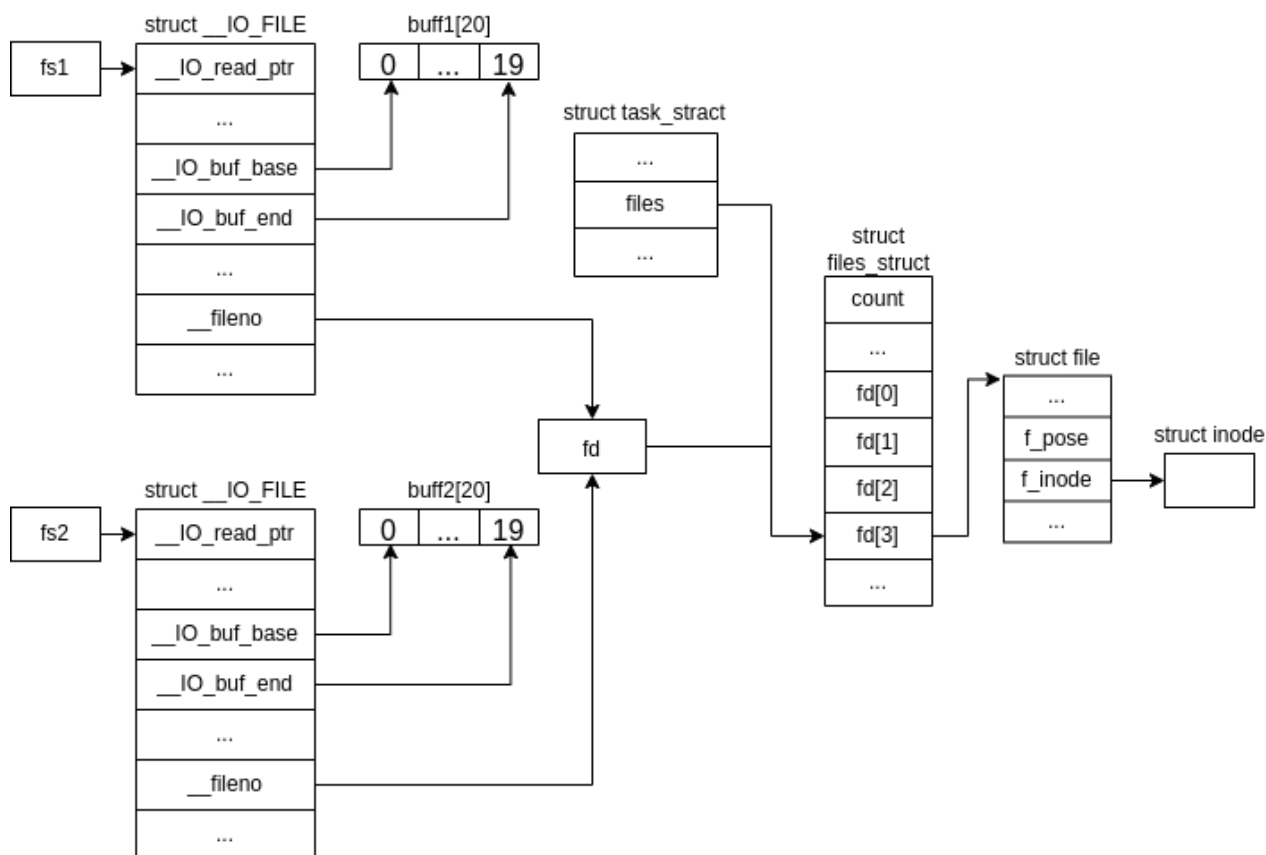 struct __IO_FILE
fs1
__IO_read_ptr
...
__IO_buf_base
__IO_buf_end
...
__fileno
...
buff1[20]
0 ... 19
struct task_stract
...
files
...
struct
files_struct
count
...
fd[0]
fd[1]
fd[2]
fd[3]
...
struct file
...
f_pose
f_inode
...
struct inode
fd
struct __IO_FILE
fs2
__IO_read_ptr
...
__IO_buf_base
__IO_buf_end
...
__fileno
...
buff2[20]
0 ... 19